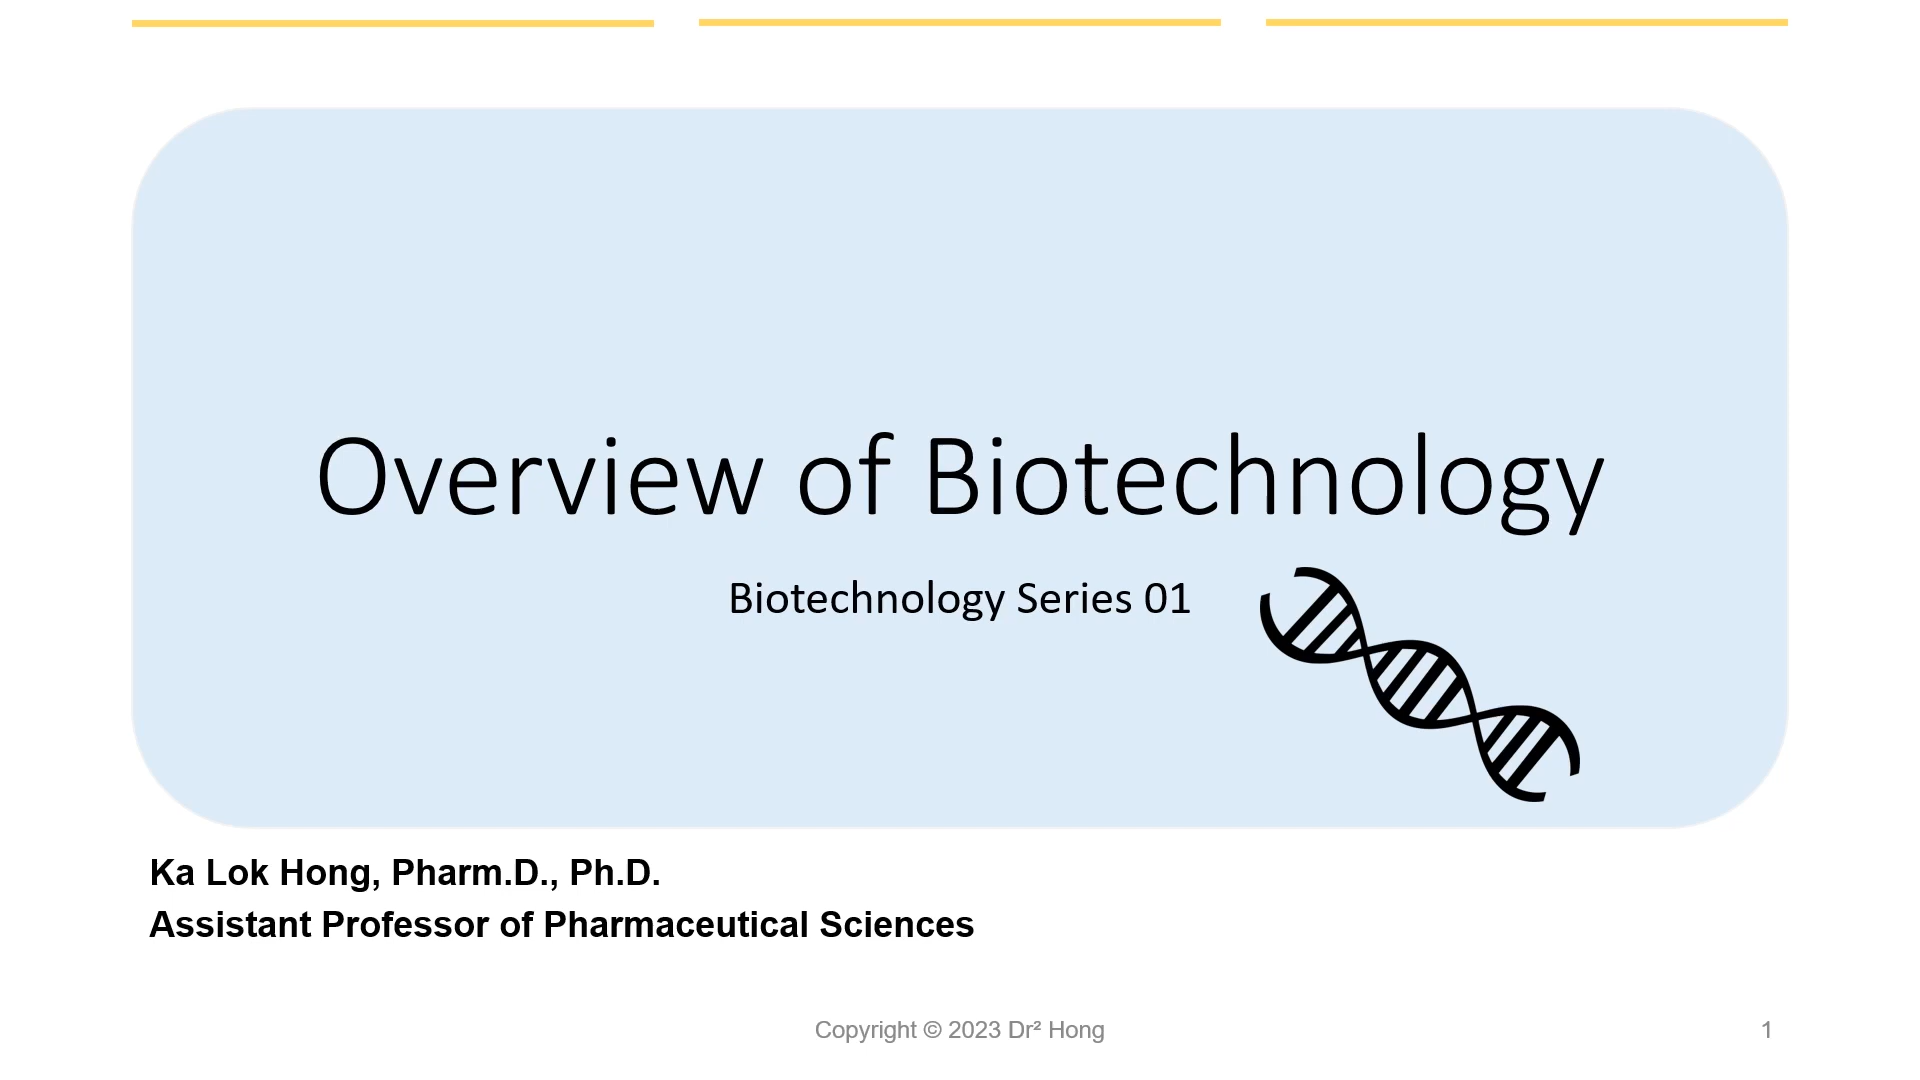 Overview of Biotechnology
Biotechnology Series 01
Ka Lok Hong, Pharm.D., Ph.D.
Assistant Professor of Pharmaceutical Sciences
Copyright © 2023 Dr² Hong
1